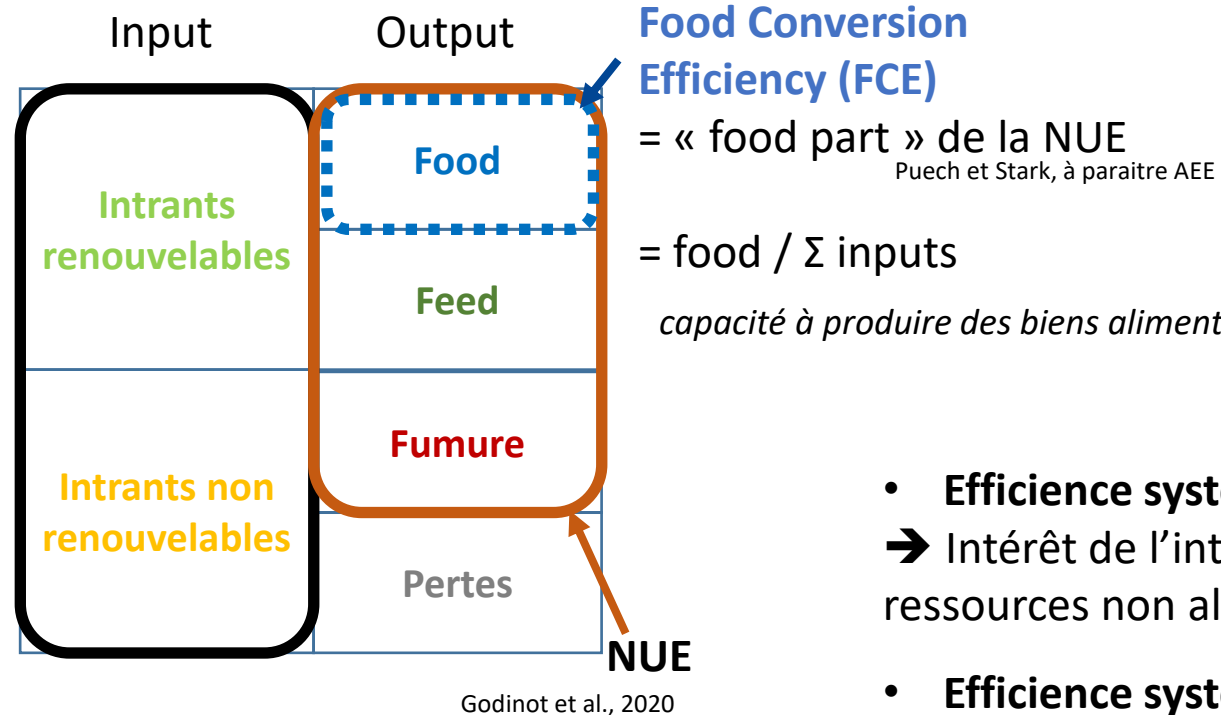 Input
Output
Intrants
renouvelables
Intrants non
renouvelables
Food
Feed
Fumure
Pertes
NUE
Godinot et al., 2020
Food Conversion
Efficiency (FCE)
= « food part » de la NUE
Puech et Stark, à paraitre AEE
= food / Σ inputs
capacité à produire des biens aliment
• Efficience syst
➔ Intérêt de l’int
ressources non al
• Efficience syst